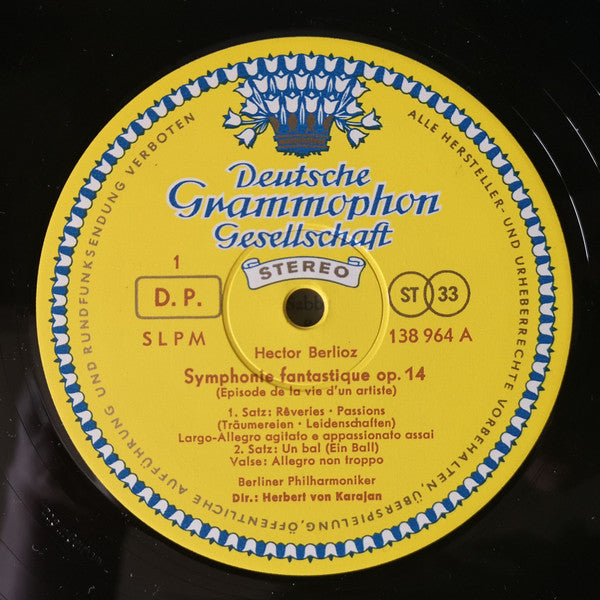 ALLE HERSTELLER- UND URHEBERRECHTE VORBEHALTEN, ÜBERSPIELUNG, ÖFFENTLICHE AUFFÜHRUNG UND RUNDFUNKSENDUNG VERBOTEN
Deutsche
Grammophon
Gesellschaft
STEREO
1
D. P.
SLPM
ST 33
138 964 A
Hector Berlioz
Symphonie fantastique op. 14
(Episode de la vie d'un artiste)
1. Satz: Rêveries · Passions
(Träumereien · Leidenschaften)
Largo-Allegro agitato e appassionato assai
2. Satz: Un bal (Ein Ball)
Valse: Allegro non troppo
Berliner Philharmoniker
Dir.: Herbert von Karajan